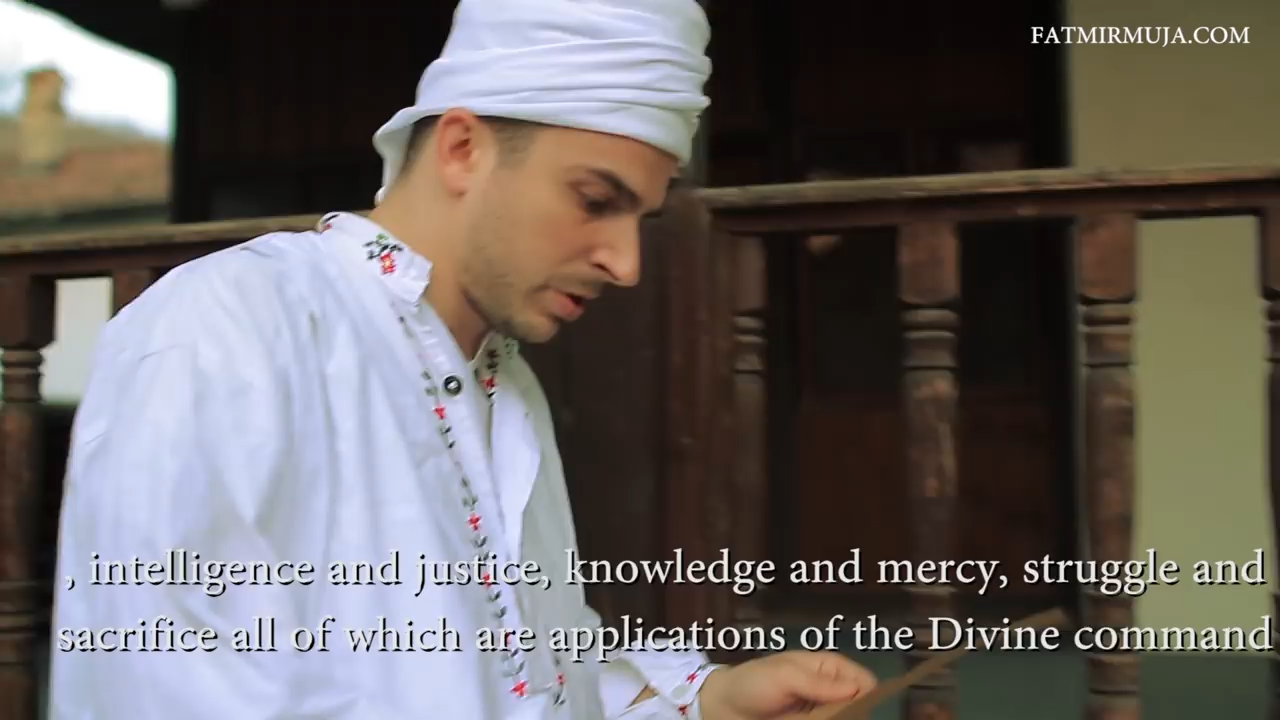 FATMIRMUJA.COM
, intelligence and justice, knowledge and mercy, struggle and
sacrifice all of which are applications of the Divine command